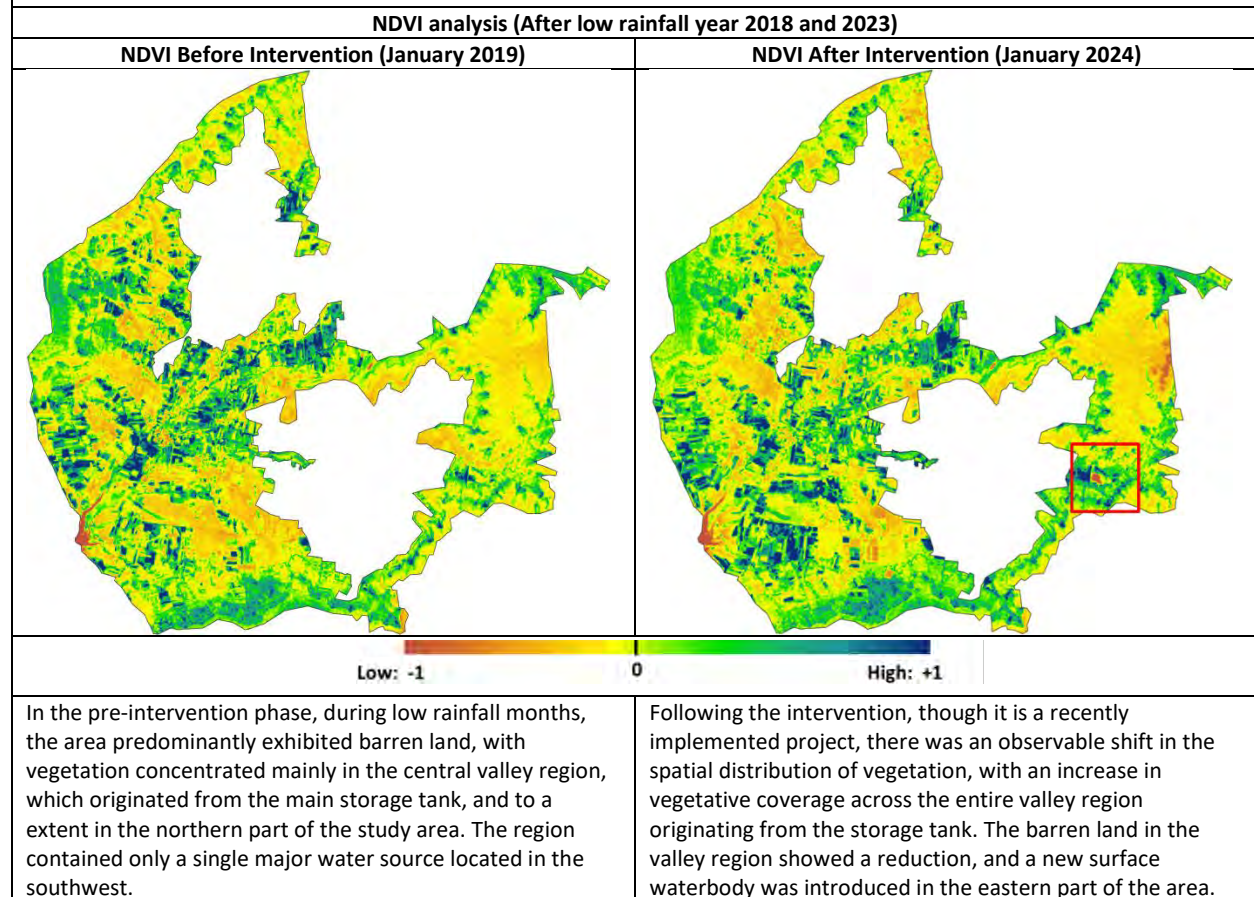 NDVI analysis (After low rainfall year 2018 and 2023)
NDVI Before Intervention (January 2019)
NDVI After Intervention (January 2024)
Low: -1
0
High: +1
In the pre-intervention phase, during low rainfall months,
the area predominantly exhibited barren land, with
vegetation concentrated mainly in the central valley region,
which originated from the main storage tank, and to a
extent in the northern part of the study area. The region
contained only a single major water source located in the
southwest.
Following the intervention, though it is a recently
implemented project, there was an observable shift in the
spatial distribution of vegetation, with an increase in
vegetative coverage across the entire valley region
originating from the storage tank. The barren land in the
valley region showed a reduction, and a new surface
waterbody was introduced in the eastern part of the area.